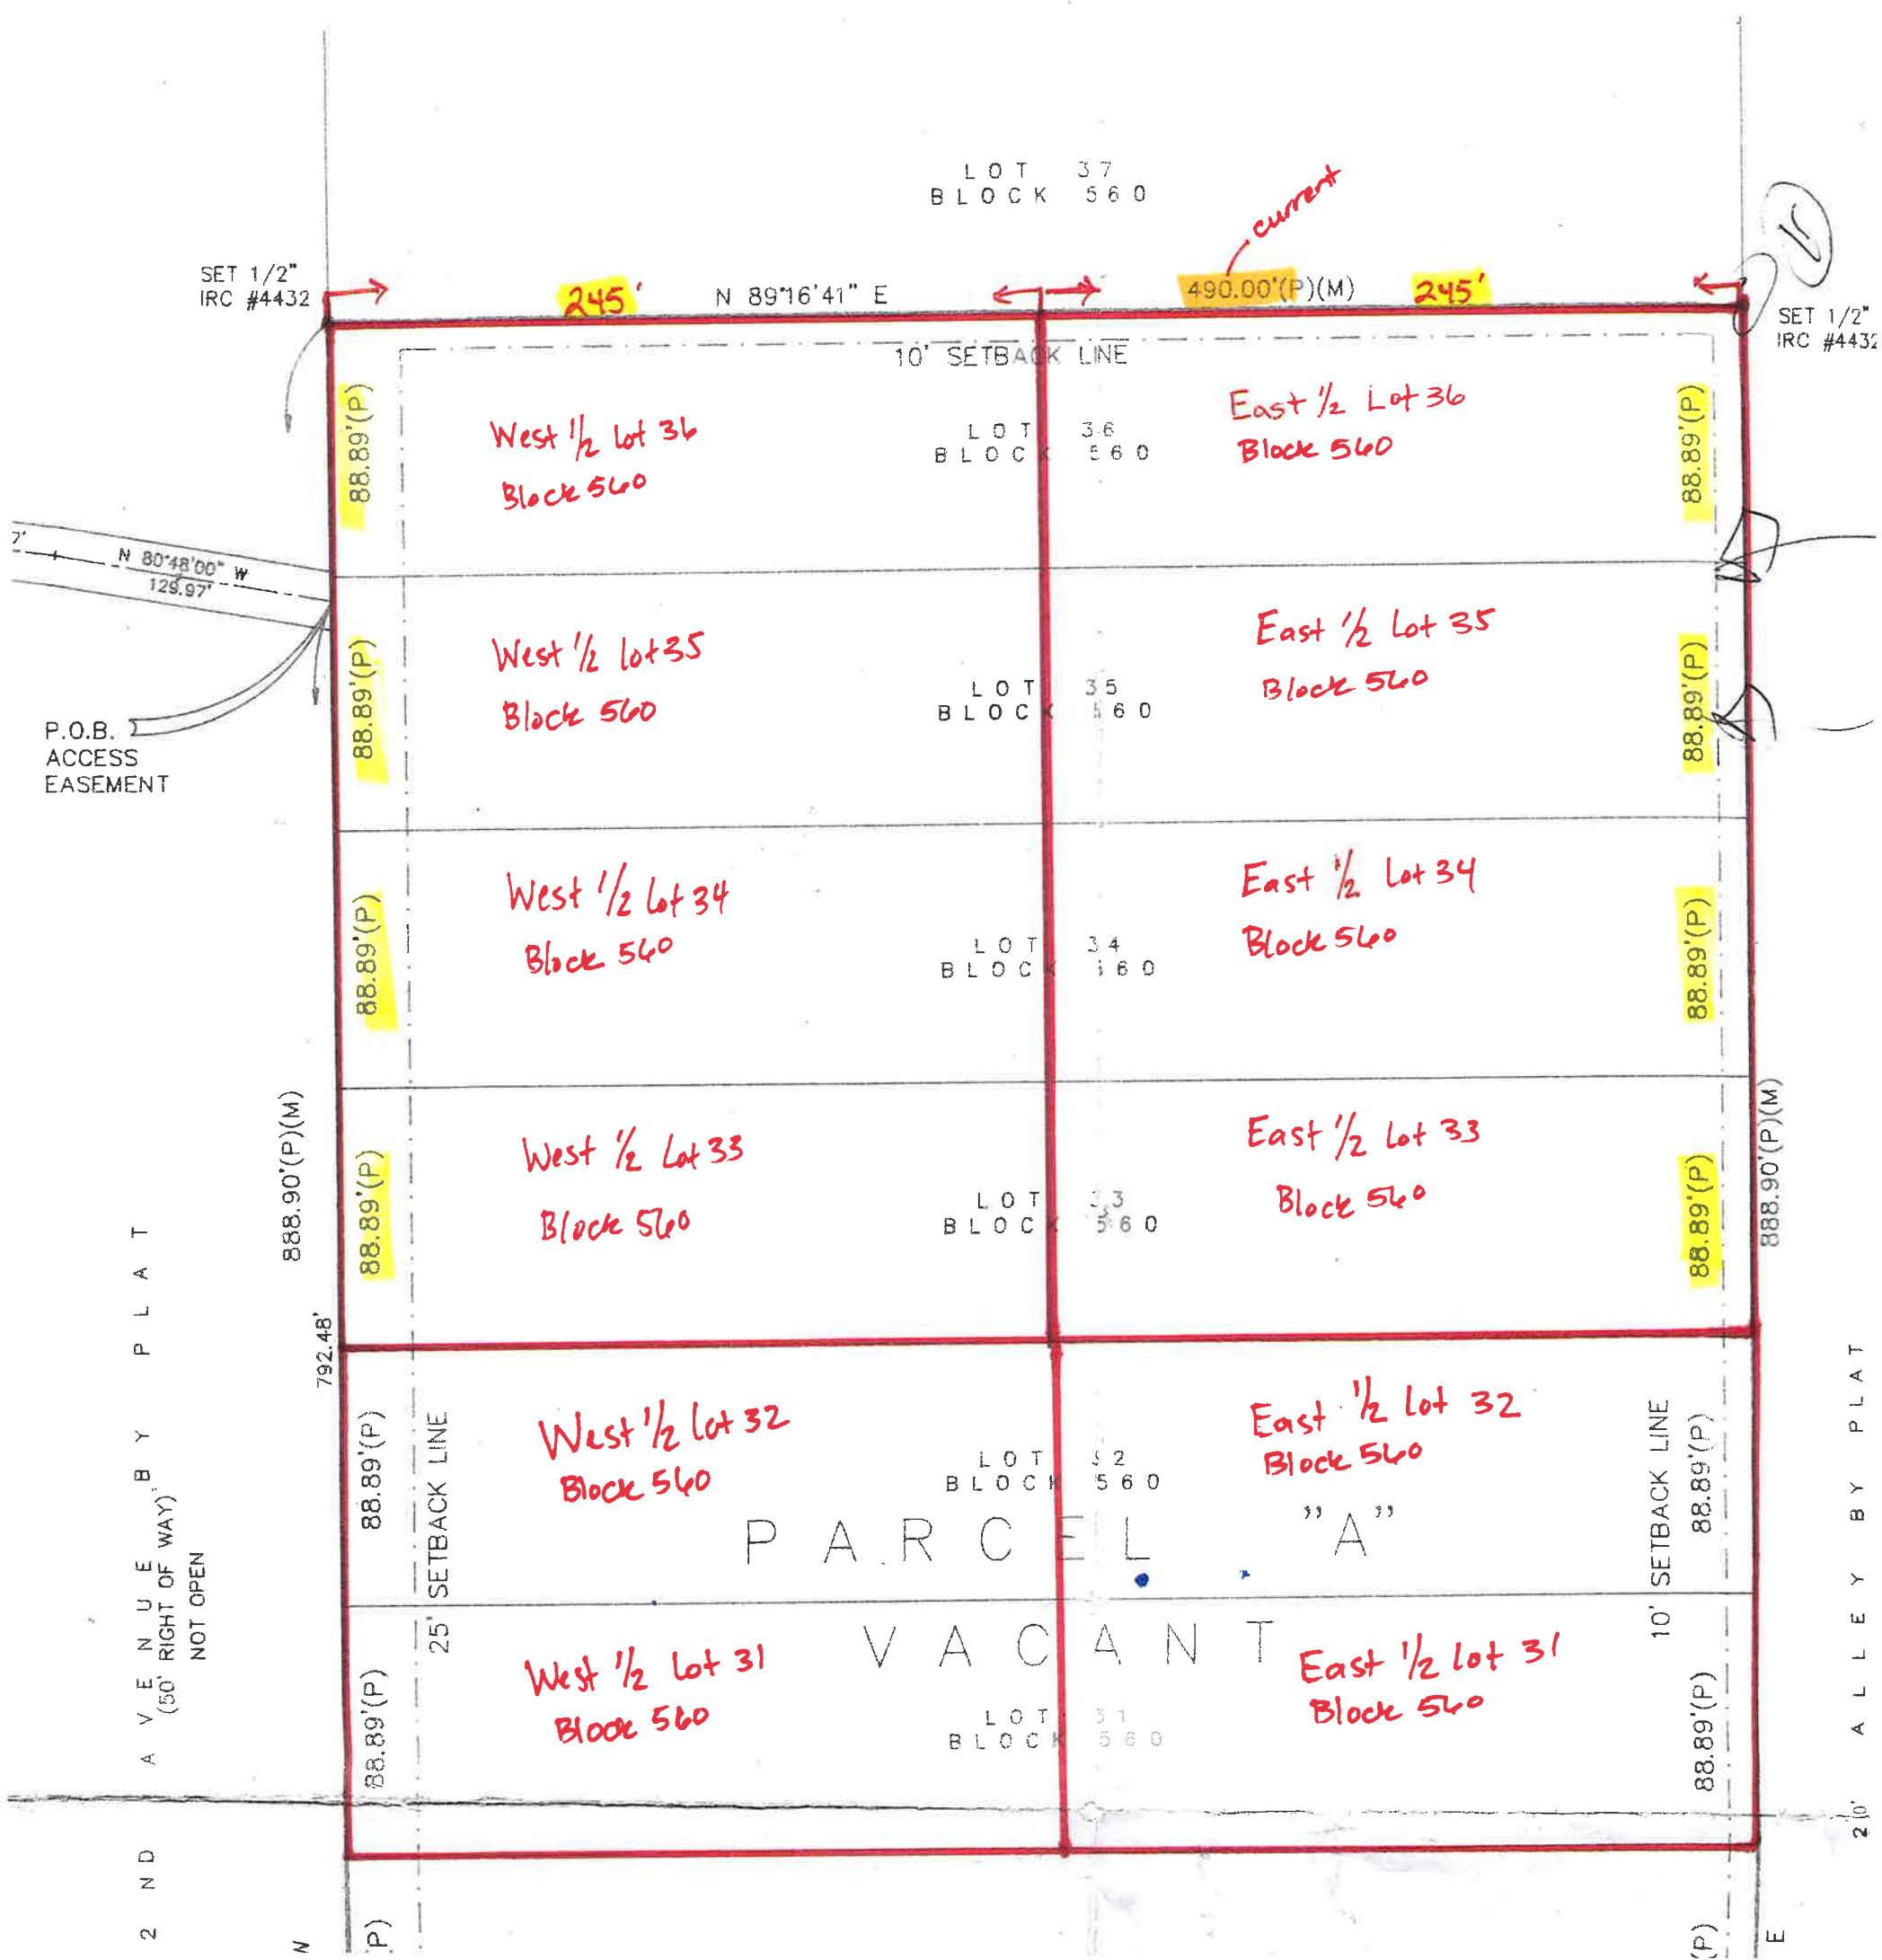 LOT 37
BLOCK 560
current
SET 1/2"
IRC #4432
245'
N 89°16'41" E
490.00'(P)(M)
245'
SET 1/2"
IRC #4432
10' SETBACK LINE
88.89'(P)
West 1/2 lot 36
Block 560
LOT 36
BLOCK 560
East 1/2 Lot 36
Block 560
88.89'(P)
7'
N 80°48'00" W
129.97'
P.O.B.
ACCESS
EASEMENT
88.89'(P)
West 1/2 lot 35
Block 560
LOT 35
BLOCK 560
East 1/2 lot 35
Block 560
88.89'(P)
88.89'(P)
West 1/2 lot 34
Block 560
LOT 34
BLOCK 560
East 1/2 lot 34
Block 560
88.89'(P)
888.90'(P)(M)
88.89'(P)
West 1/2 Lot 33
Block 560
LOT 33
BLOCK 560
East 1/2 lot 33
Block 560
88.89'(P)
888.90'(P)(M)
792.48'
88.89'(P)
25' SETBACK LINE
West 1/2 lot 32
Block 560
LOT 32
BLOCK 560
East 1/2 lot 32
Block 560
10' SETBACK LINE
88.89'(P)
PARCEL "A"
VACANT
88.89'(P)
West 1/2 lot 31
Block 560
LOT 31
BLOCK 560
East 1/2 lot 31
Block 560
88.89'(P)
2ND AVENUE BY PLAT
(50' RIGHT OF WAY)
NOT OPEN
20' ALLEY BY PLAT
N
P)
(P)
E